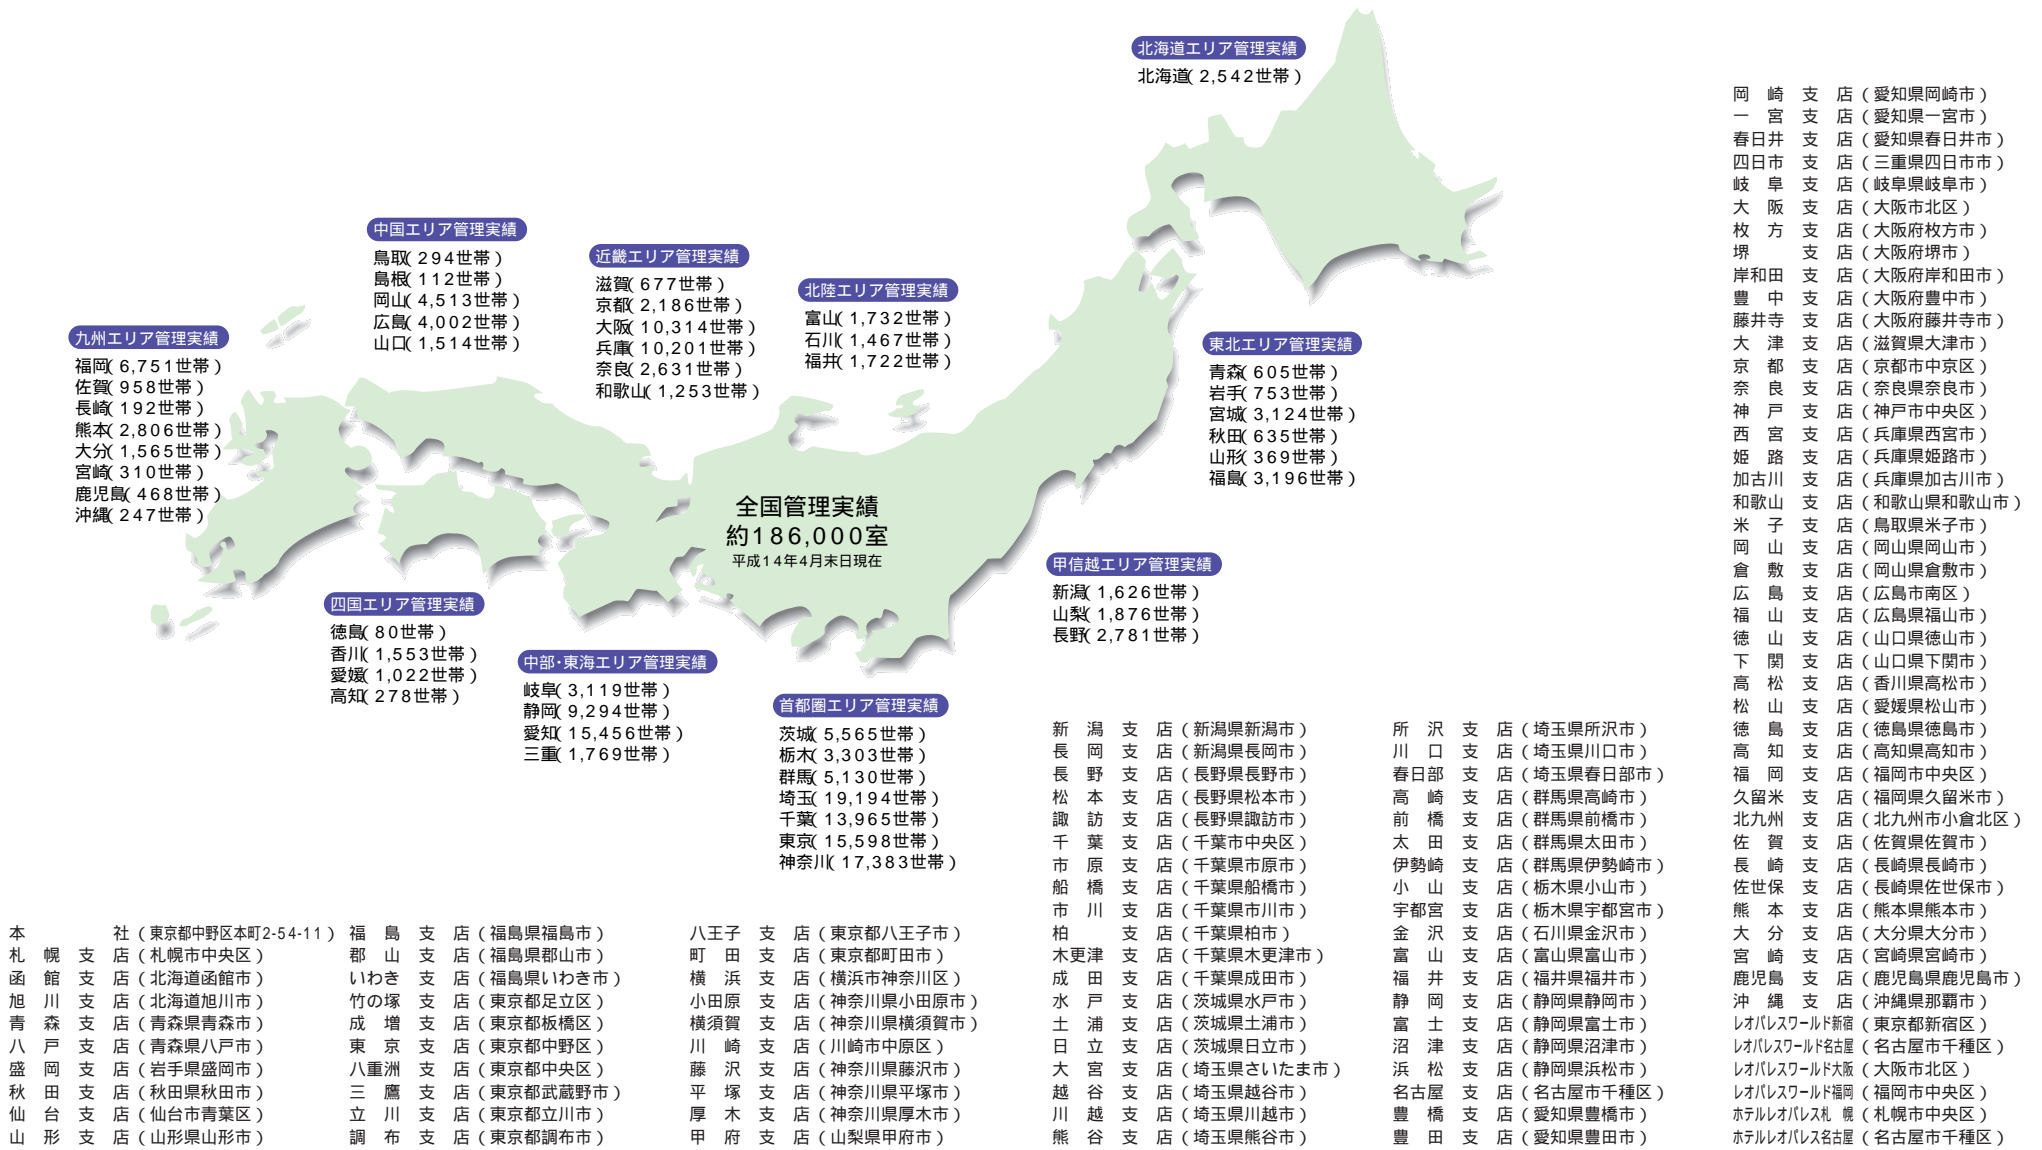 北海道エリア管理実績
北海道(2,542世帯)
中国エリア管理実績
鳥取(294世帯)
島根(112世帯)
岡山(4,513世帯)
広島(4,002世帯)
山口(1,514世帯)
近畿エリア管理実績
滋賀(677世帯)
京都(2,186世帯)
大阪(10,314世帯)
兵庫(10,201世帯)
奈良(2,631世帯)
和歌山(1,253世帯)
北陸エリア管理実績
富山(1,732世帯)
石川(1,467世帯)
福井(1,722世帯)
九州エリア管理実績
福岡(6,751世帯)
佐賀(958世帯)
長崎(192世帯)
熊本(2,806世帯)
大分(1,565世帯)
宮崎(310世帯)
鹿児島(468世帯)
沖縄(247世帯)
東北エリア管理実績
青森(605世帯)
岩手(753世帯)
宮城(3,124世帯)
秋田(635世帯)
山形(369世帯)
福島(3,196世帯)
全国管理実績
約186,000室
平成14年4月末日現在
甲信越エリア管理実績
新潟(1,626世帯)
山梨(1,876世帯)
長野(2,781世帯)
四国エリア管理実績
徳島(80世帯)
香川(1,553世帯)
愛媛(1,022世帯)
高知(278世帯)
中部・東海エリア管理実績
岐阜(3,119世帯)
静岡(9,294世帯)
愛知(15,456世帯)
三重(1,769世帯)
首都圏エリア管理実績
茨城(5,565世帯)
栃木(3,303世帯)
群馬(5,130世帯)
埼玉(19,194世帯)
千葉(13,965世帯)
東京(15,598世帯)
神奈川(17,383世帯)
本社(東京都中野区本町2-54-11)
札幌支店(札幌市中央区)
函館支店(北海道函館市)
旭川支店(北海道旭川市)
青森支店(青森県青森市)
八戸支店(青森県八戸市)
盛岡支店(岩手県盛岡市)
秋田支店(秋田県秋田市)
仙台支店(仙台市青葉区)
山形支店(山形県山形市)
福島支店(福島県福島市)
郡山支店(福島県郡山市)
いわき支店(福島県いわき市)
竹の塚支店(東京都足立区)
成増支店(東京都板橋区)
東京支店(東京都中野区)
八重洲支店(東京都中央区)
三鷹支店(東京都武蔵野市)
立川支店(東京都立川市)
調布支店(東京都調布市)
八王子支店(東京都八王子市)
町田支店(東京都町田市)
横浜支店(横浜市神奈川区)
小田原支店(神奈川県小田原市)
横須賀支店(神奈川県横須賀市)
川崎支店(川崎市中原区)
藤沢支店(神奈川県藤沢市)
平塚支店(神奈川県平塚市)
厚木支店(神奈川県厚木市)
甲府支店(山梨県甲府市)
新潟支店(新潟県新潟市)
長岡支店(新潟県長岡市)
長野支店(長野県長野市)
松本支店(長野県松本市)
諏訪支店(長野県諏訪市)
千葉支店(千葉市中央区)
市原支店(千葉県市原市)
船橋支店(千葉県船橋市)
市川支店(千葉県市川市)
柏支店(千葉県柏市)
木更津支店(千葉県木更津市)
成田支店(千葉県成田市)
水戸支店(茨城県水戸市)
土浦支店(茨城県土浦市)
日立支店(茨城県日立市)
大宮支店(埼玉県さいたま市)
越谷支店(埼玉県越谷市)
川越支店(埼玉県川越市)
熊谷支店(埼玉県熊谷市)
所沢支店(埼玉県所沢市)
川口支店(埼玉県川口市)
春日部支店(埼玉県春日部市)
高崎支店(群馬県高崎市)
前橋支店(群馬県前橋市)
太田支店(群馬県太田市)
伊勢崎支店(群馬県伊勢崎市)
小山支店(栃木県小山市)
宇都宮支店(栃木県宇都宮市)
金沢支店(石川県金沢市)
富山支店(富山県富山市)
福井支店(福井県福井市)
静岡支店(静岡県静岡市)
富士支店(静岡県富士市)
沼津支店(静岡県沼津市)
浜松支店(静岡県浜松市)
名古屋支店(名古屋市千種区)
豊橋支店(愛知県豊橋市)
豊田支店(愛知県豊田市)
岡崎支店(愛知県岡崎市)
一宮支店(愛知県一宮市)
春日井支店(愛知県春日井市)
四日市支店(三重県四日市市)
岐阜支店(岐阜県岐阜市)
大阪支店(大阪市北区)
枚方支店(大阪府枚方市)
堺支店(大阪府堺市)
岸和田支店(大阪府岸和田市)
豊中支店(大阪府豊中市)
藤井寺支店(大阪府藤井寺市)
大津支店(滋賀県大津市)
京都支店(京都市中京区)
奈良支店(奈良県奈良市)
神戸支店(神戸市中央区)
西宮支店(兵庫県西宮市)
姫路支店(兵庫県姫路市)
加古川支店(兵庫県加古川市)
和歌山支店(和歌山県和歌山市)
米子支店(鳥取県米子市)
岡山支店(岡山県岡山市)
倉敷支店(岡山県倉敷市)
広島支店(広島市南区)
福山支店(広島県福山市)
徳山支店(山口県徳山市)
下関支店(山口県下関市)
高松支店(香川県高松市)
松山支店(愛媛県松山市)
徳島支店(徳島県徳島市)
高知支店(高知県高知市)
福岡支店(福岡市中央区)
久留米支店(福岡県久留米市)
北九州支店(北九州市小倉北区)
佐賀支店(佐賀県佐賀市)
長崎支店(長崎県長崎市)
佐世保支店(長崎県佐世保市)
熊本支店(熊本県熊本市)
大分支店(大分県大分市)
宮崎支店(宮崎県宮崎市)
鹿児島支店(鹿児島県鹿児島市)
沖縄支店(沖縄県那覇市)
レオパレスワールド新宿(東京都新宿区)
レオパレスワールド名古屋(名古屋市千種区)
レオパレスワールド大阪(大阪市北区)
レオパレスワールド福岡(福岡市中央区)
ホテルレオパレス札幌(札幌市中央区)
ホテルレオパレス名古屋(名古屋市千種区)